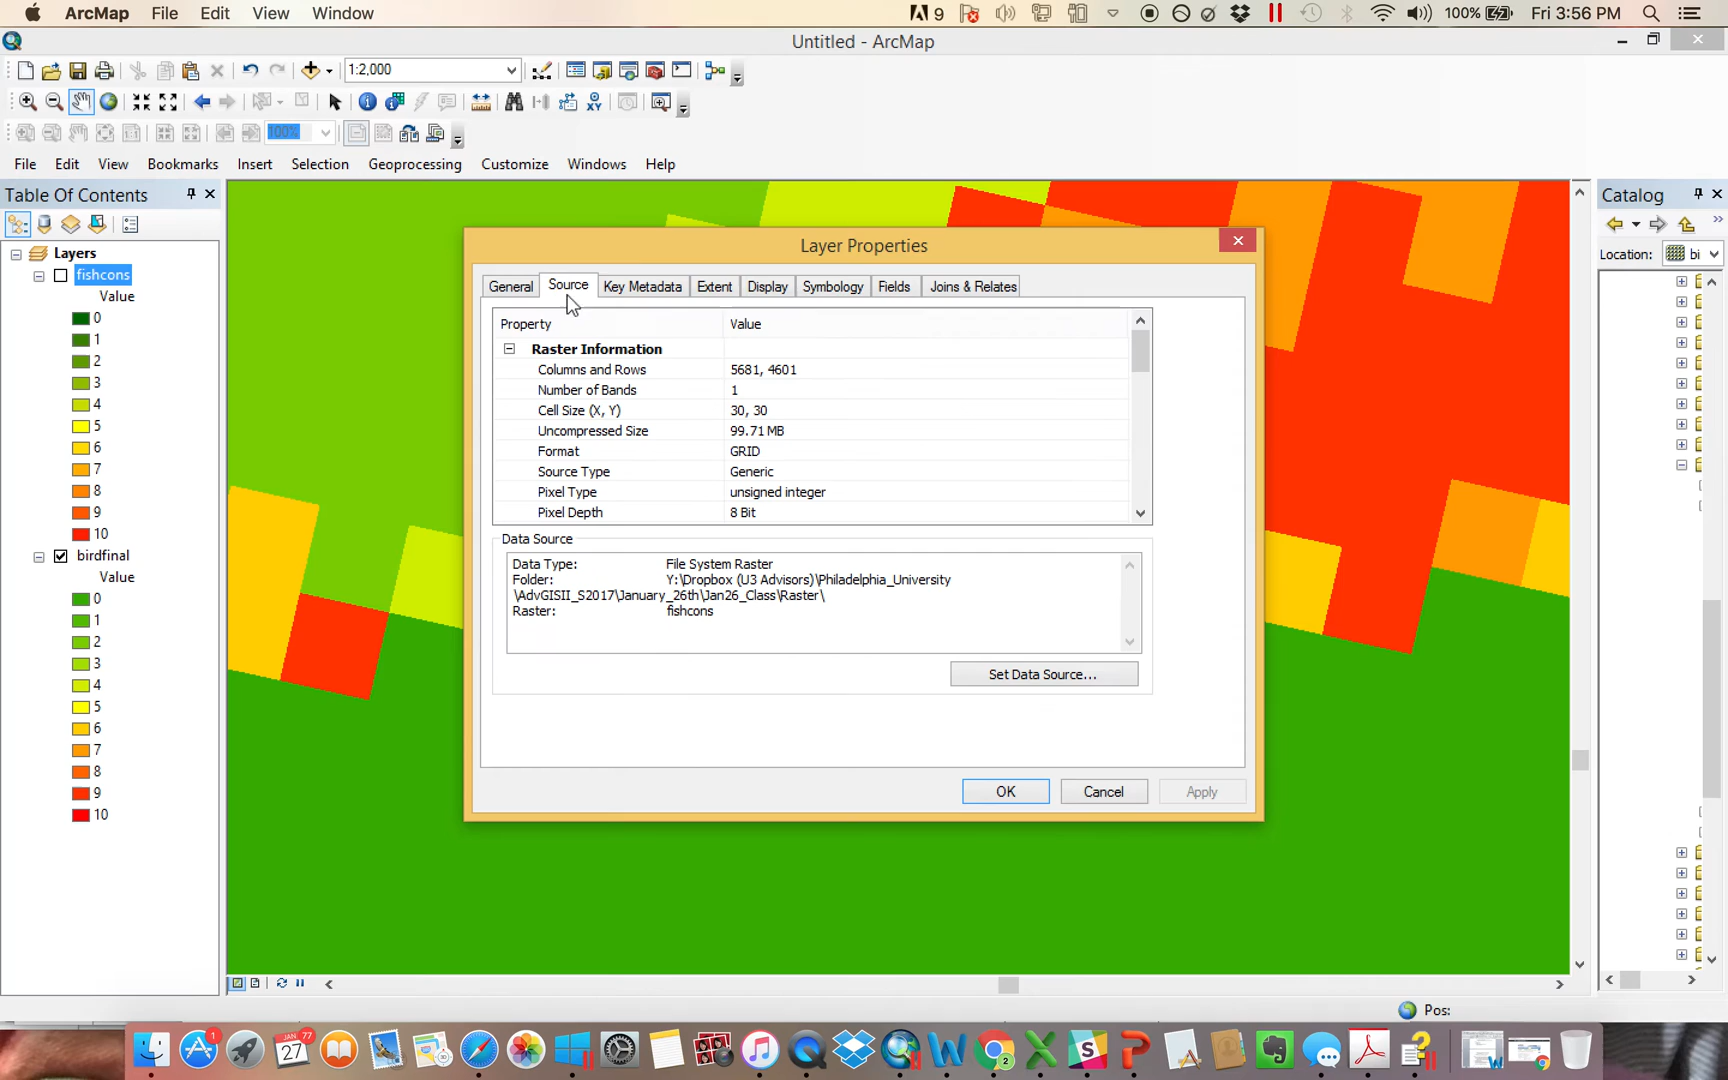 ArcMap File Edit View Window
9 100% Fri 3:56 PM
Untitled - ArcMap
1:2,000
100%
File Edit View Bookmarks Insert Selection Geoprocessing Customize Windows Help
Table Of Contents
Layers
fishcons
Value
0
1
2
3
4
5
6
7
8
9
10
birdfinal
Value
0
1
2
3
4
5
6
7
8
9
10
Layer Properties
General Source Key Metadata Extent Display Symbology Fields Joins & Relates
Property Value
Raster Information
Columns and Rows 5681, 4601
Number of Bands 1
Cell Size (X, Y) 30, 30
Uncompressed Size 99.71 MB
Format GRID
Source Type Generic
Pixel Type unsigned integer
Pixel Depth 8 Bit
Data Source
Data Type: File System Raster
Folder: Y:\Dropbox (U3 Advisors)\Philadelphia_University
\AdvGISII_S2017\January_26th\Jan26_Class\Raster\
Raster: fishcons
Set Data Source...
OK Cancel Apply
Catalog
Location: bi
Pos:
1
JAN
27
2